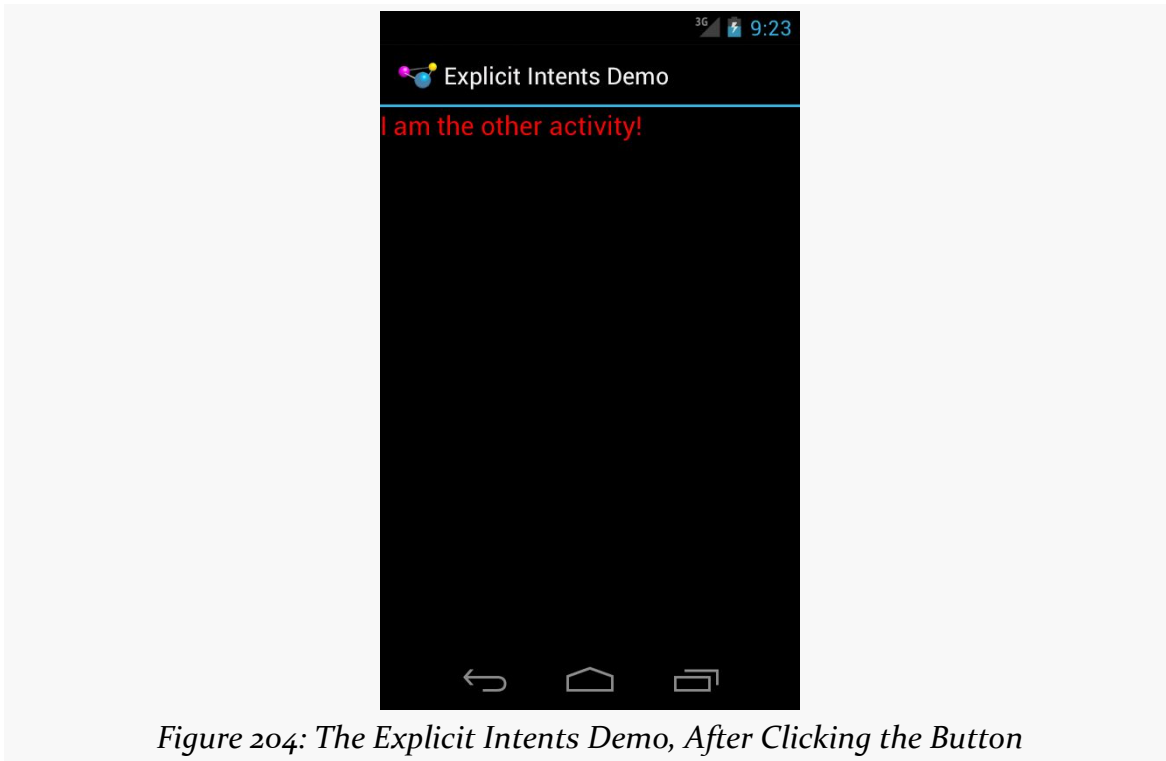 3G 9:23
Explicit Intents Demo
I am the other activity!
Figure 204: The Explicit Intents Demo, After Clicking the Button